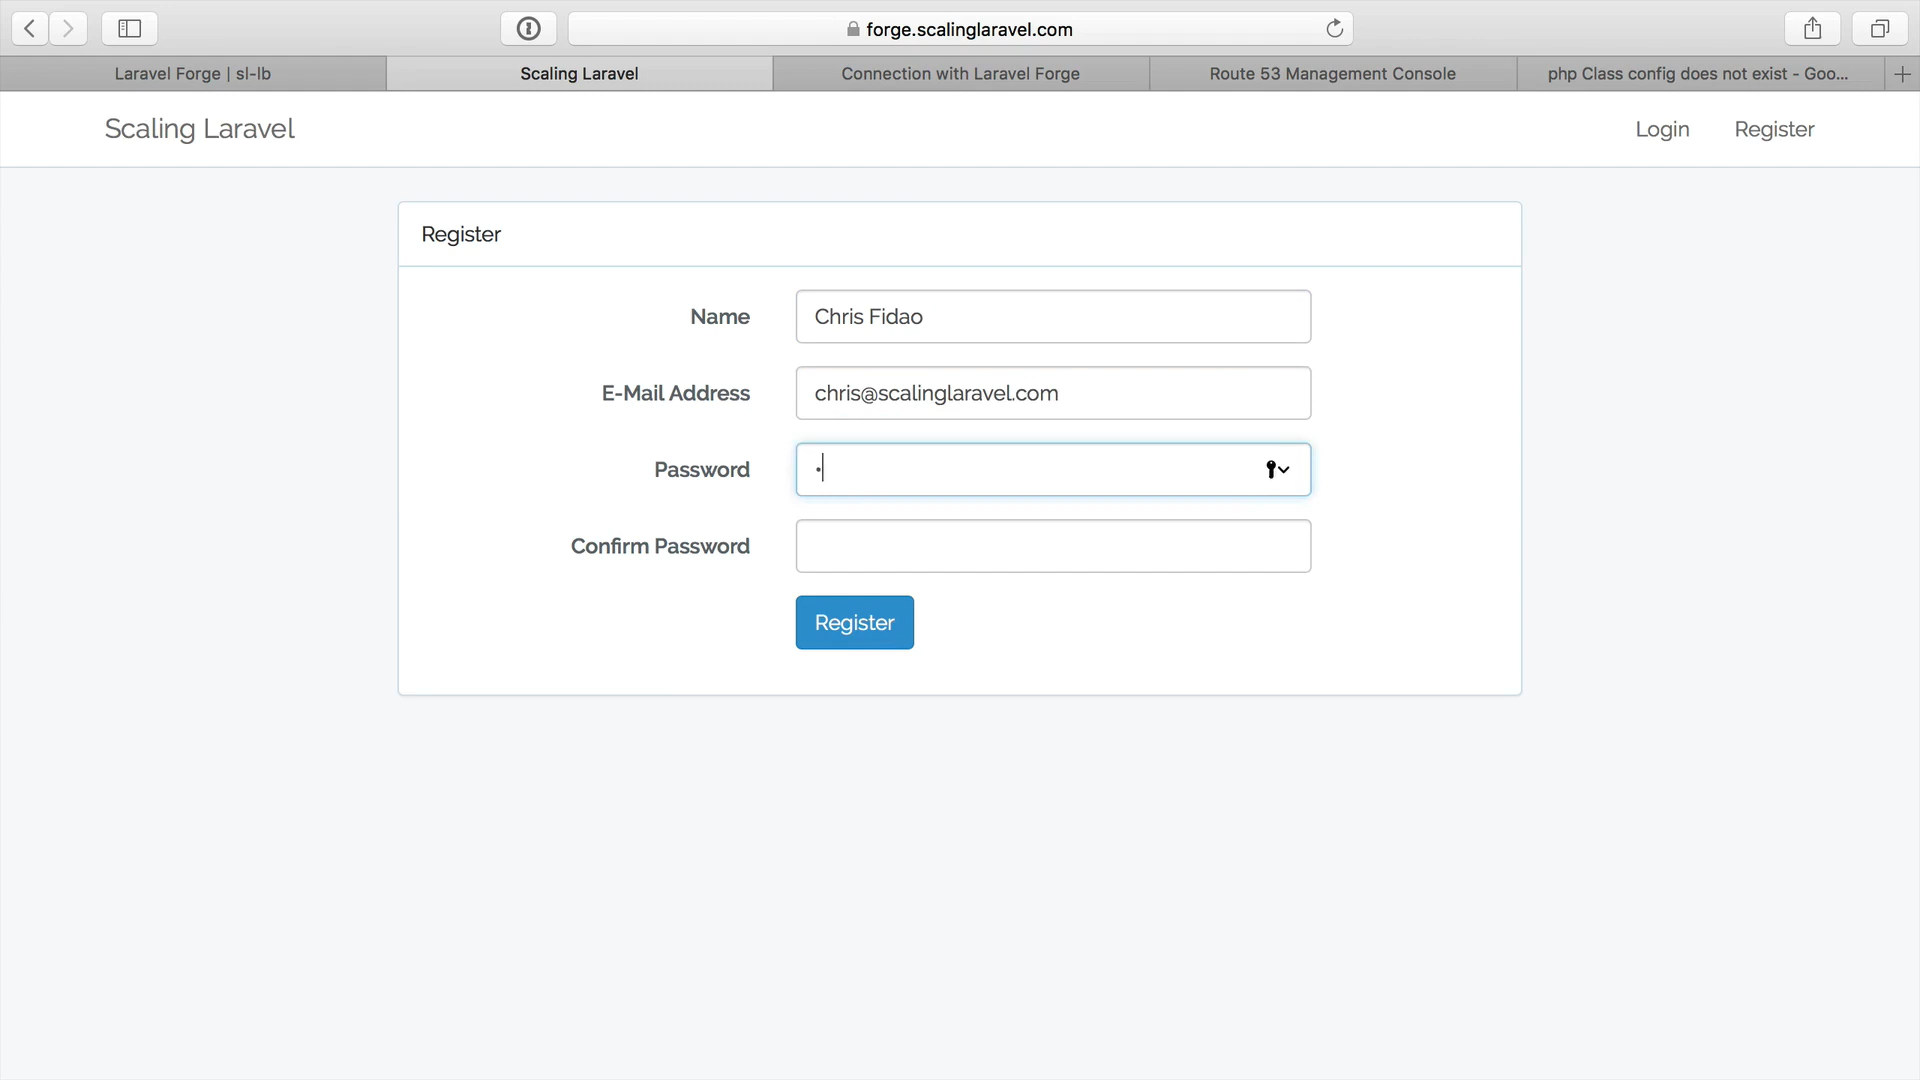 forge.scalinglaravel.com
Laravel Forge | sl-lb
Scaling Laravel
Connection with Laravel Forge
Route 53 Management Console
php Class config does not exist - Goo...
Scaling Laravel
Login
Register
Register
Name
Chris Fidao
E-Mail Address
chris@scalinglaravel.com
Password
Confirm Password
Register